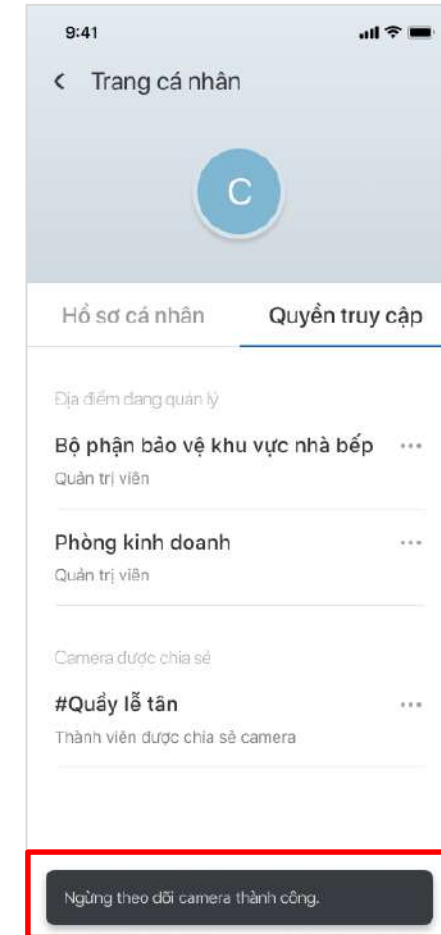 9:41
Trang cá nhân
C
Hồ sơ cá nhân Quyền truy cập
Địa điểm đang quản lý
Bộ phận bảo vệ khu vực nhà bếp ...
Quản trị viên
Phòng kinh doanh ...
Quản trị viên
Camera được chia sẻ
#Quầy lễ tân ...
Thành viên được chia sẻ camera
Ngừng theo dõi camera thành công.